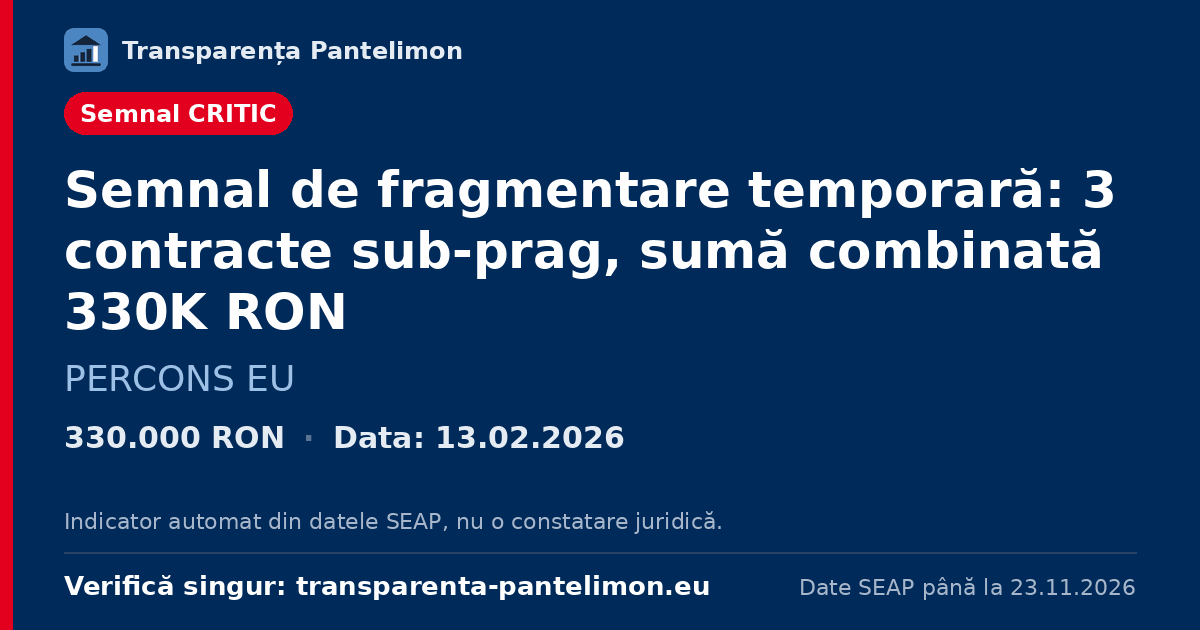 Transparența Pantelimon
Semnal CRITIC
Semnal de fragmentare temporară: 3
contracte sub-prag, sumă combinată
330K RON
PERCONS EU
330.000 RON · Data: 13.02.2026
Indicator automat din datele SEAP, nu o constatare juridică.
Verifică singur: transparenta-pantelimon.eu
Date SEAP până la 23.11.2026